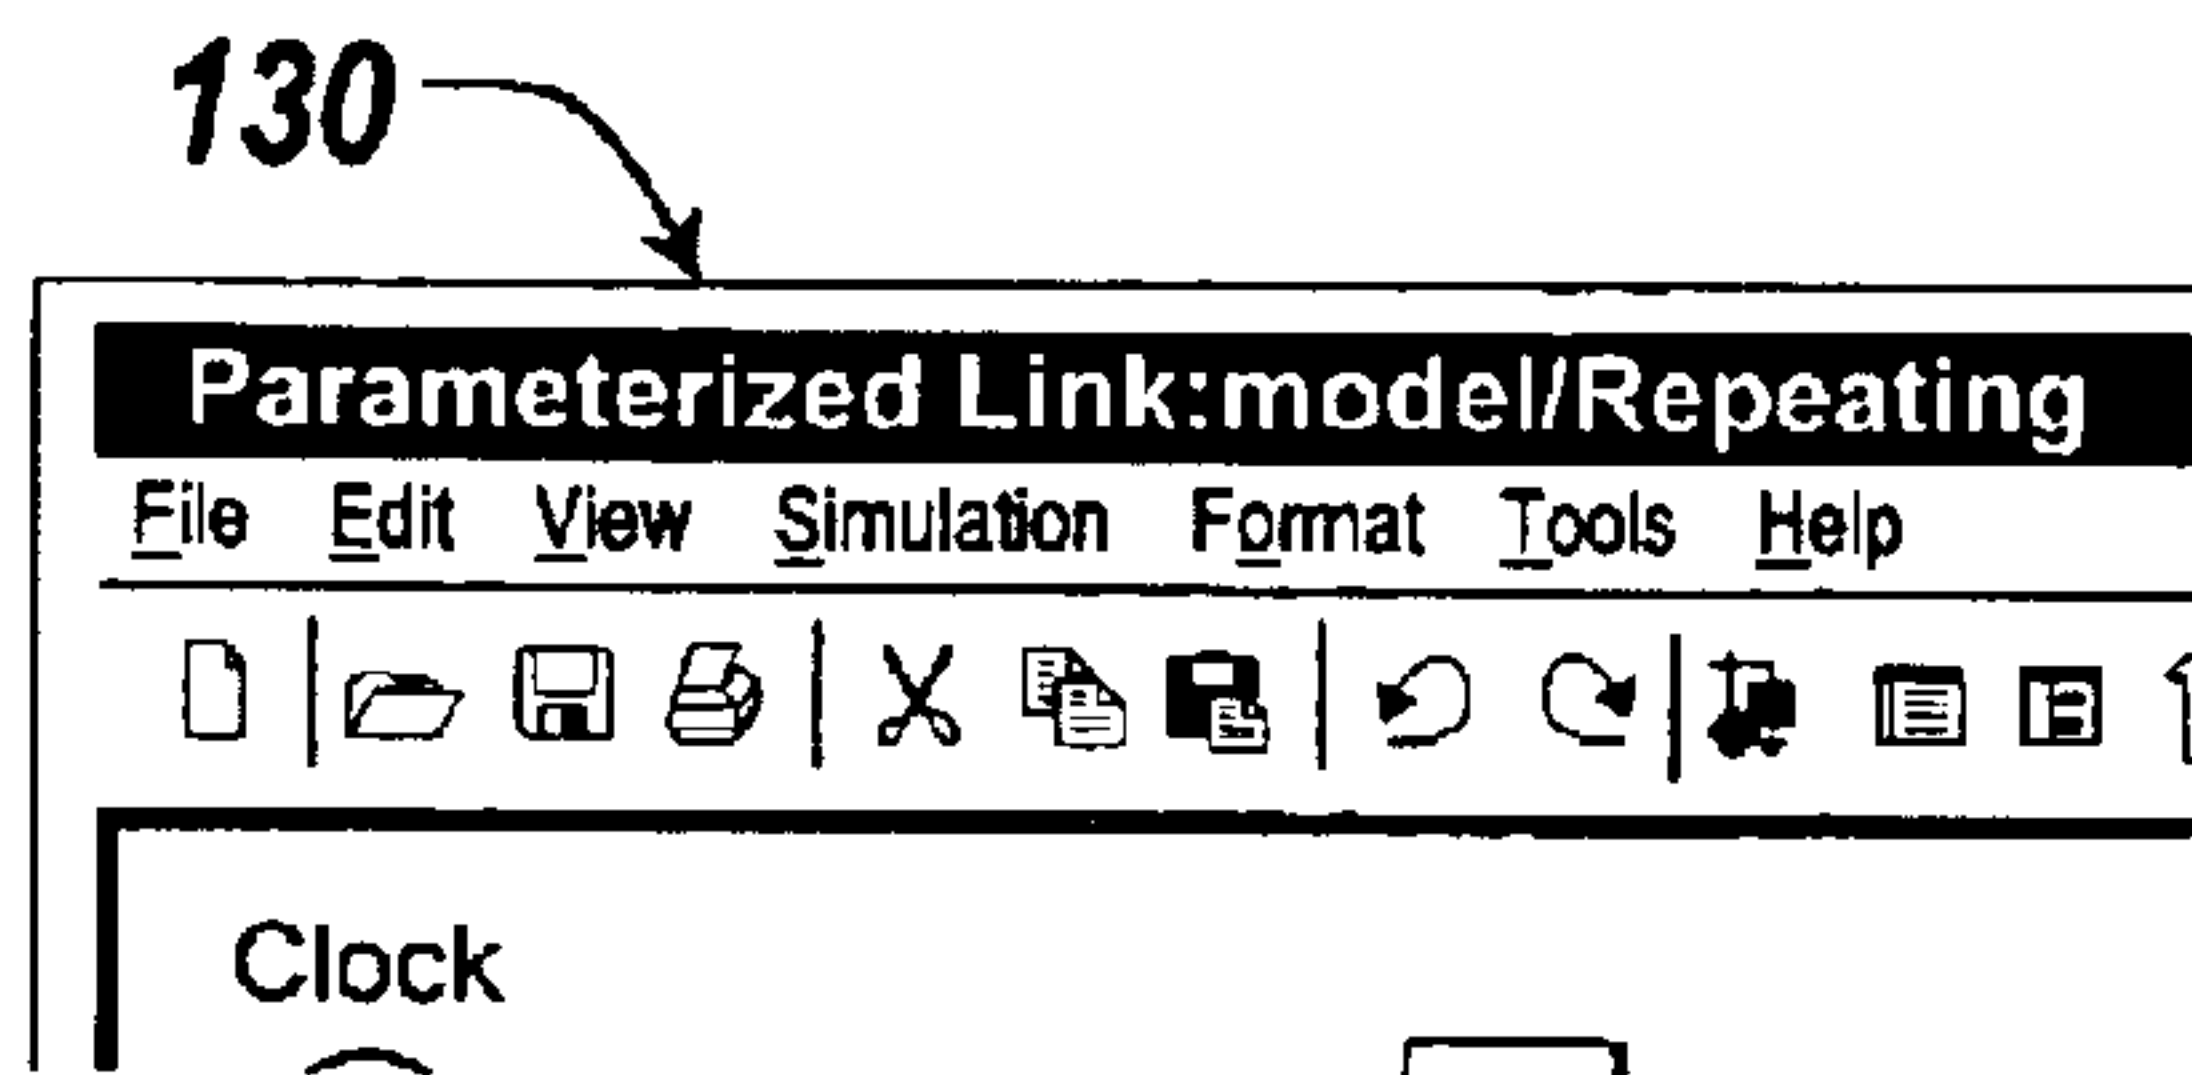 130
Parameterized Link:model/Repeating
File Edit View Simulation Format Tools Help
Clock